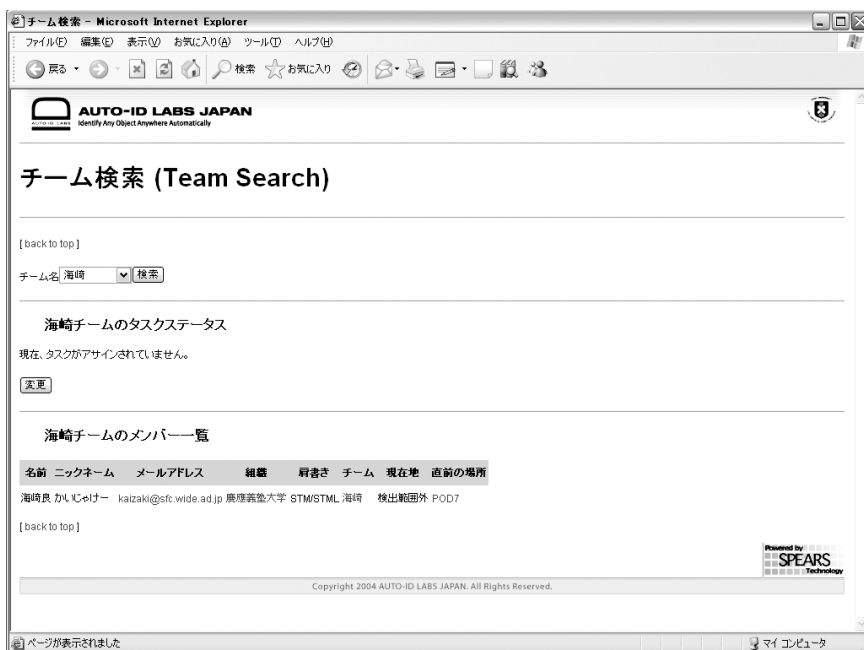 チーム検索 - Microsoft Internet Explorer
ファイル(F) 編集(E) 表示(V) お気に入り(A) ツール(T) ヘルプ(H)
戻る 検索 お気に入り
AUTO-ID LABS JAPAN
AUTO-ID LABS Identify Any Object Anywhere Automatically
チーム検索 (Team Search)
[ back to top ]
チーム名 海崎 検索
海崎チームのタスクステータス
現在、タスクがアサインされていません。
変更
海崎チームのメンバー一覧
名前 ニックネーム メールアドレス 組織 肩書き チーム 現在地 直前の場所
海崎良 かいじゃけー kaizaki@sfc.wide.ad.jp 慶應義塾大学 STM/STML 海崎 検出範囲外 POD7
[ back to top ]
Powered by
SPEARS
Technology
Copyright 2004 AUTO-ID LABS JAPAN. All Rights Reserved.
ページが表示されました マイ コンピュータ